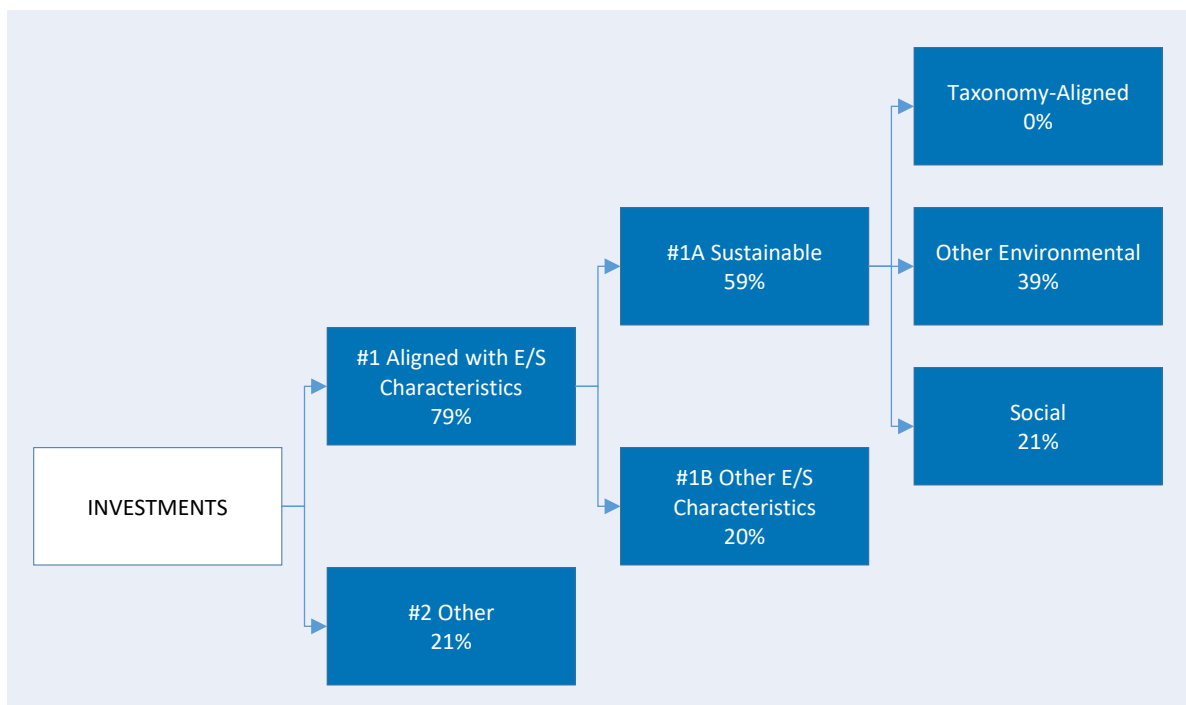 INVESTMENTS
#1 Aligned with E/S
Characteristics
79%
#2 Other
21%
#1A Sustainable
59%
#1B Other E/S
Characteristics
20%
Taxonomy-Aligned
0%
Other Environmental
39%
Social
21%